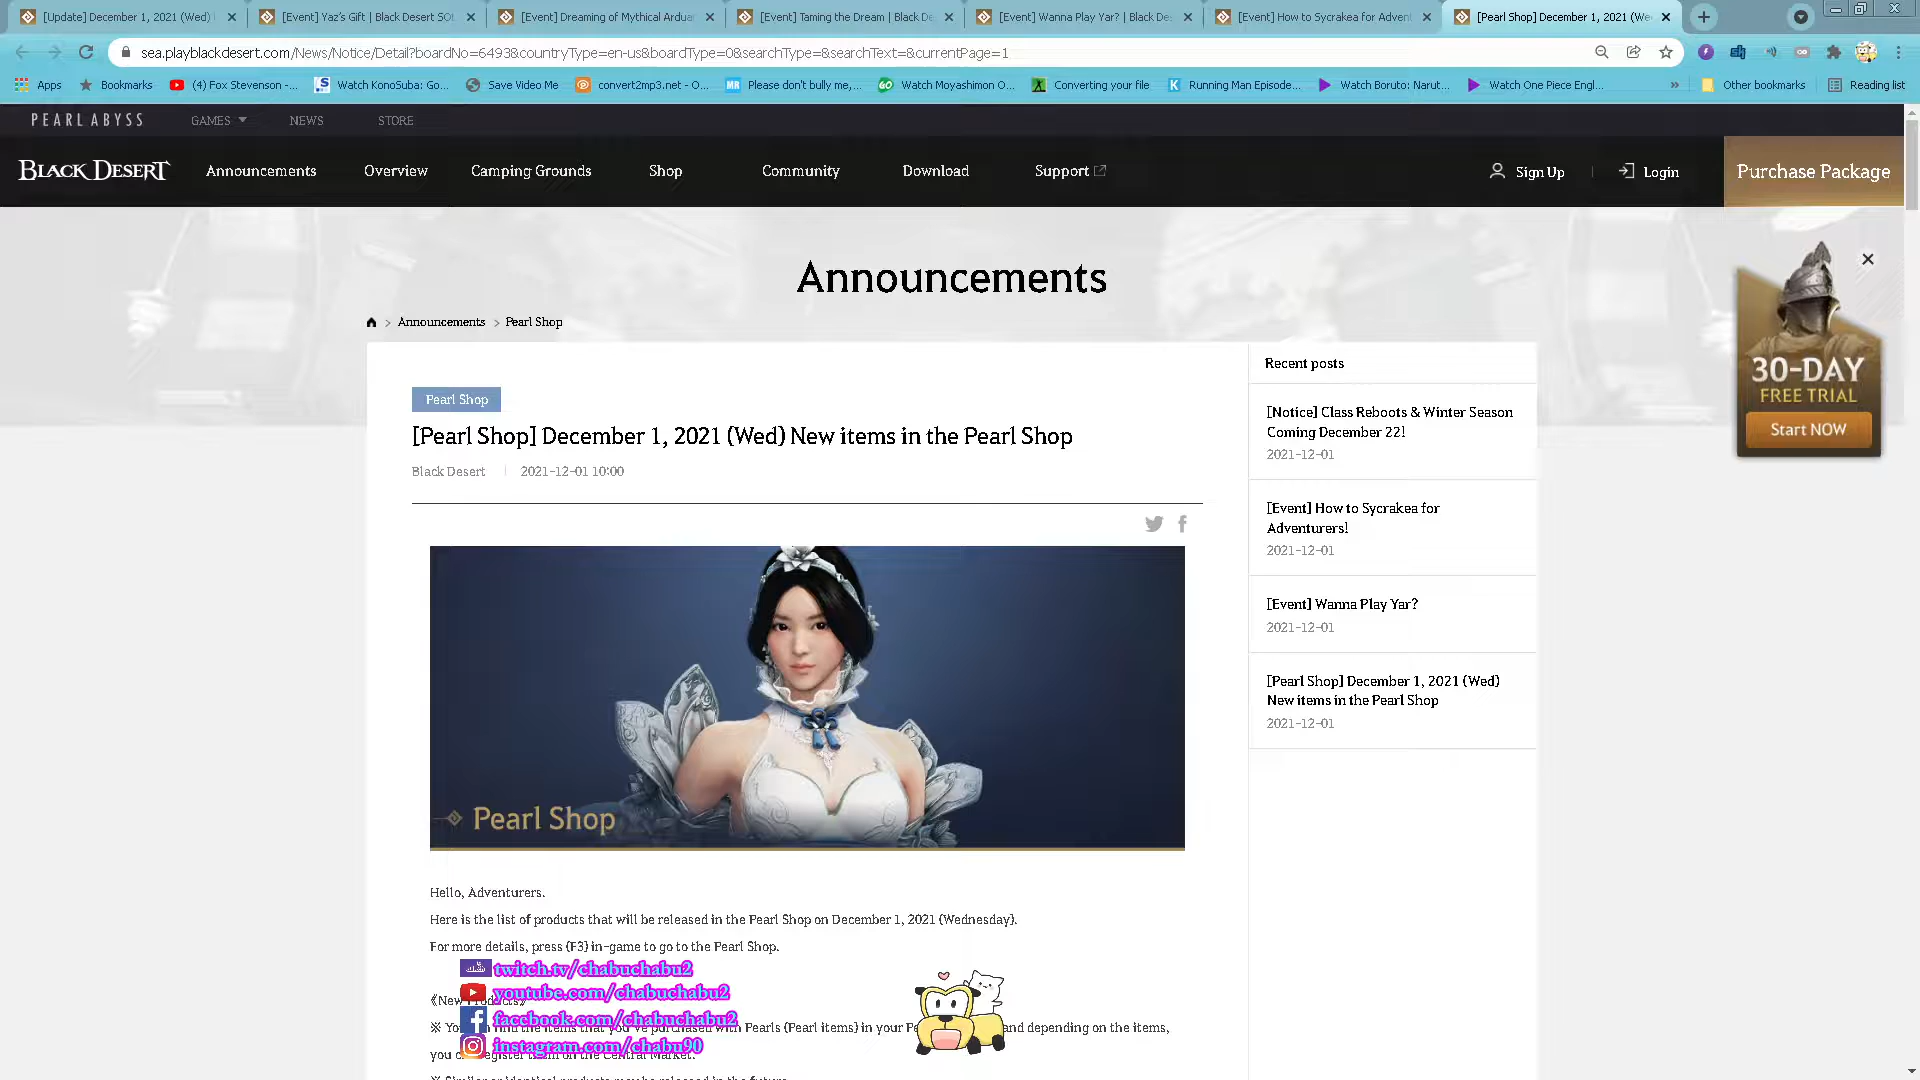 [Update] December 1, 2021 (Wed)
[Event] Yaz's Gift | Black Desert SO
[Event] Dreaming of Mythical Ardua
[Event] Taming the Dream | Black De
[Event] Wanna Play Yar? | Black De
[Event] How to Sycrakea for Advent
[Pearl Shop] December 1, 2021 (We
sea.playblackdesert.com/News/Notice/Detail?boardNo=6493&countryType=en-us&boardType=0&searchType=&searchText=&currentPage=1
Apps
Bookmarks
(4) Fox Stevenson -...
Watch KonoSuba: Go...
Save Video Me
convert2mp3.net - O...
Please don't bully me,...
Watch Moyashimon O...
Converting your file
Running Man Episode...
Watch Boruto: Narut...
Watch One Piece Engl...
»
Other bookmarks
Reading list
PEARL ABYSS
GAMES
NEWS
STORE
BLACK DESERT
Announcements
Overview
Camping Grounds
Shop
Community
Download
Support
Sign Up
Login
Purchase Package
Announcements
Announcements > Pearl Shop
Pearl Shop
[Pearl Shop] December 1, 2021 (Wed) New items in the Pearl Shop
Black Desert | 2021-12-01 10:00
Pearl Shop
Hello, Adventurers.
Here is the list of products that will be released in the Pearl Shop on December 1, 2021 (Wednesday).
For more details, press (F3) in-game to go to the Pearl Shop.
twitch.tv/chabuchabu2
youtube.com/chabuchabu2
《New Products》
facebook.com/chabuchabu2
※ You find the items that you've purchased with Pearls (Pearl items) in your and depending on the items,
instagram.com/chabu90
you register them on the Central Market.
※ Similar or identical products may be released in the future.
Recent posts
[Notice] Class Reboots & Winter Season
Coming December 22!
2021-12-01
[Event] How to Sycrakea for
Adventurers!
2021-12-01
[Event] Wanna Play Yar?
2021-12-01
[Pearl Shop] December 1, 2021 (Wed)
New items in the Pearl Shop
2021-12-01
30-DAY
FREE TRIAL
Start NOW